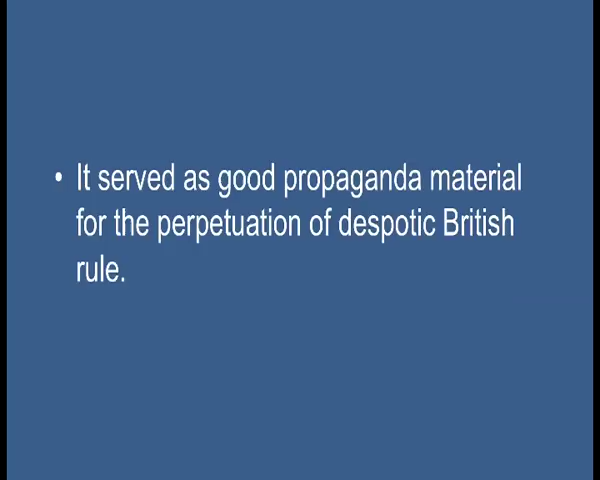 • It served as good propaganda material
for the perpetuation of despotic British
rule.